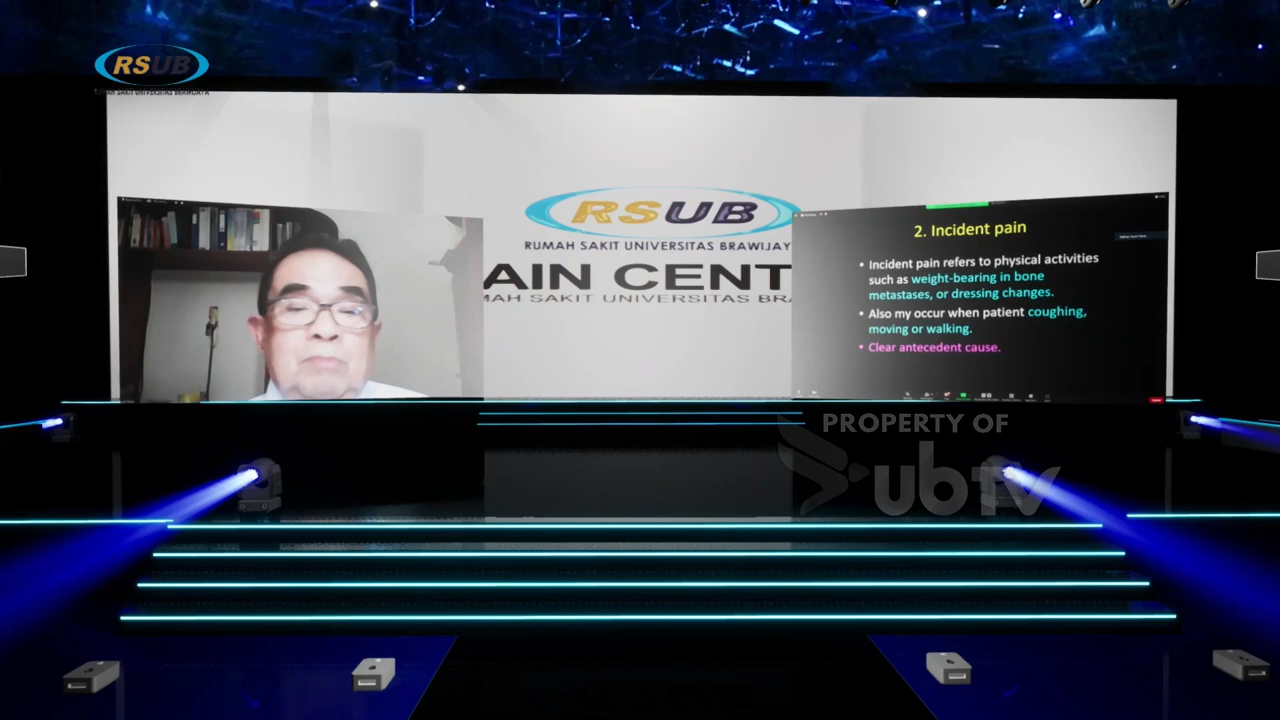 RSUB
RSUB
RUMAH SAKIT UNIVERSITAS BRAWIJAY
AIN CENT
MAH SAKIT UNIVERSITAS BRA
2. Incident pain
• Incident pain refers to physical activities
such as weight-bearing in bone
metastases, or dressing changes.
• Also my occur when patient coughing,
moving or walking.
• Clear antecedent cause.
PROPERTY OF
ubtv